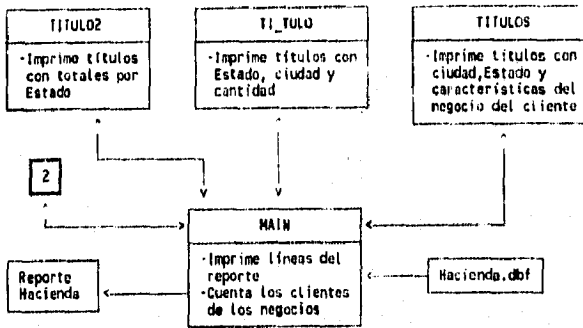 TITULO2
·Imprime títulos
con totales por
Estado
TI_TULO
·Imprime títulos con
Estado, ciudad y
cantidad
TITULOS
·Imprime titulos con
ciudad,Estado y
características del
negocio del cliente
2
MAIN
·Imprime líneas del
reporte
·Cuenta los clientes
de los negocios
Reporte
Hacienda
Hacienda.dbf